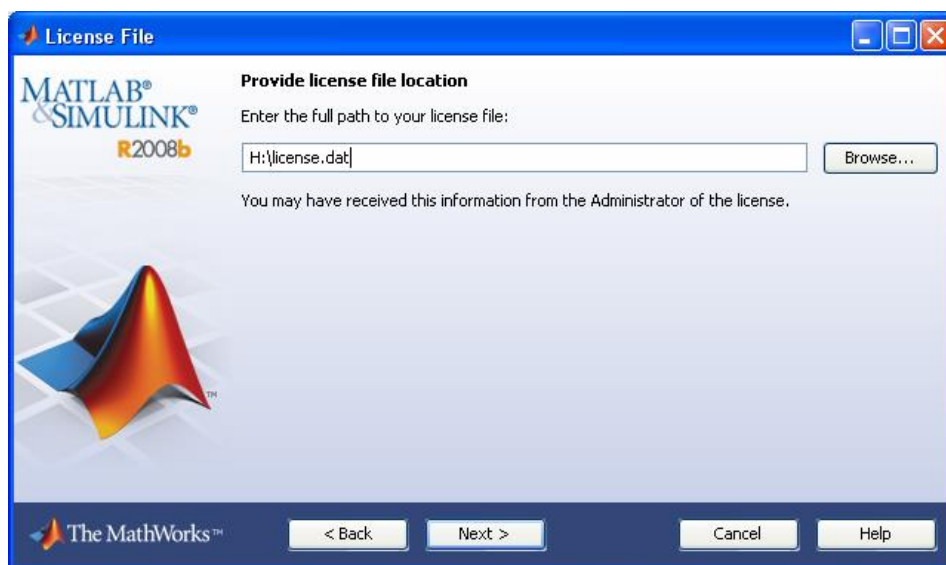 License File
MATLAB®
&SIMULINK®
R2008b
Provide license file location
Enter the full path to your license file:
H:\license.dat
Browse...
You may have received this information from the Administrator of the license.
TM
The MathWorks™
< Back
Next >
Cancel
Help